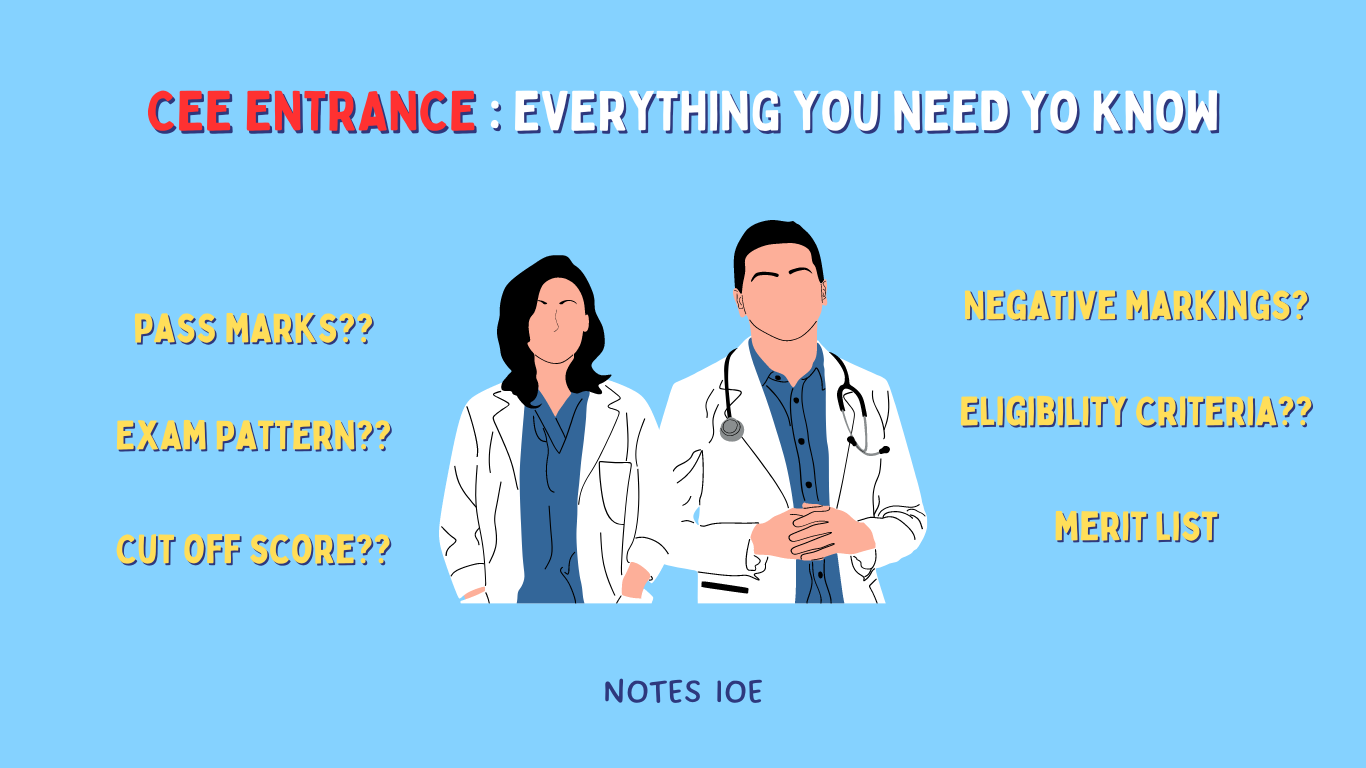 CEE ENTRANCE : EVERYTHING YOU NEED YO KNOW
PASS MARKS??
EXAM PATTERN??
CUT OFF SCORE??
NEGATIVE MARKINGS?
ELIGIBILITY CRITERIA??
MERIT LIST
NOTES IOE